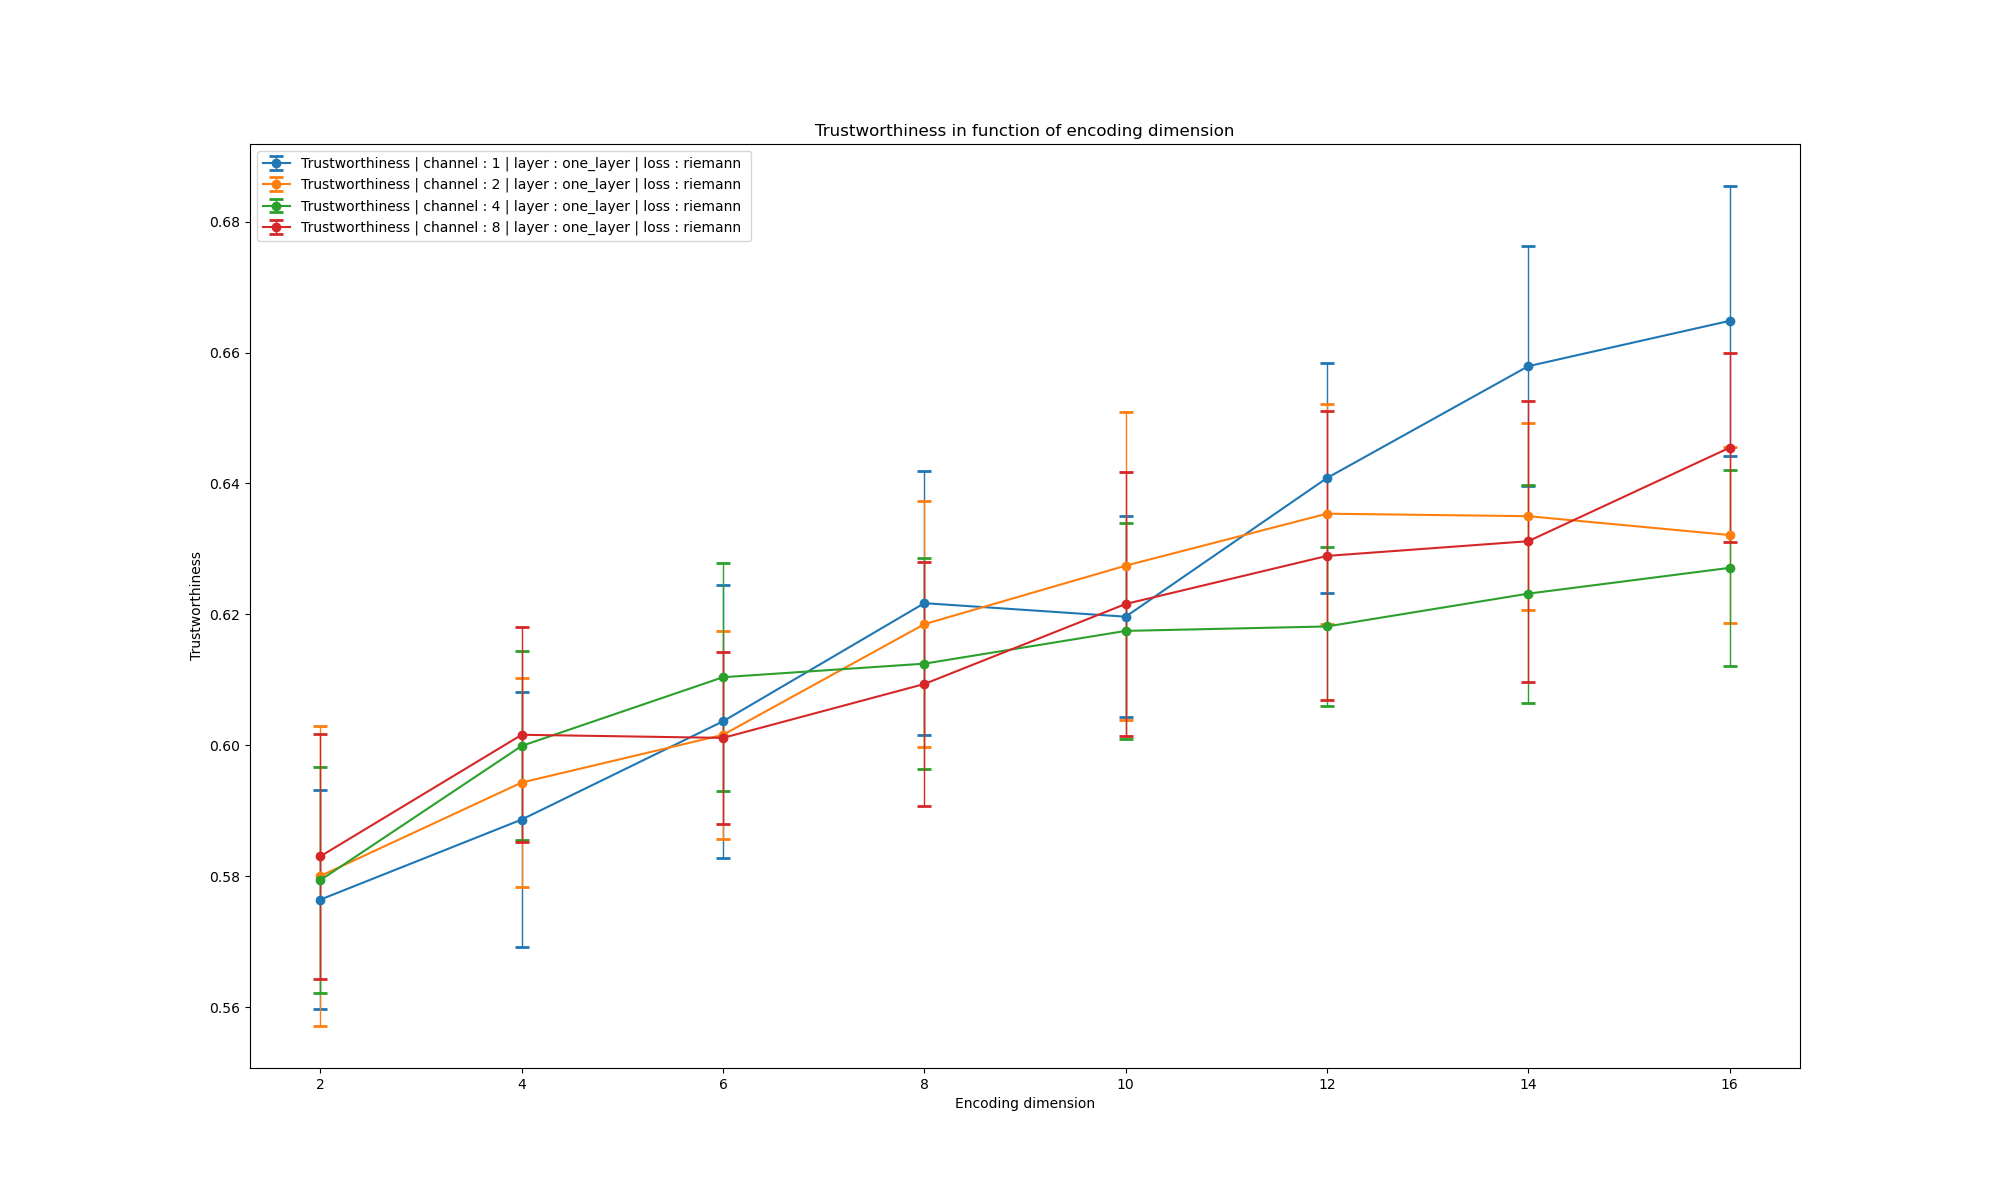 Trustworthiness in function of encoding dimension
Trustworthiness | channel : 1 | layer : one_layer | loss : riemann
Trustworthiness | channel : 2 | layer : one_layer | loss : riemann
Trustworthiness | channel : 4 | layer : one_layer | loss : riemann
Trustworthiness | channel : 8 | layer : one_layer | loss : riemann
0.68
0.66
0.64
0.62
0.60
0.58
0.56
Trustworthiness
2 4 6 8 10 12 14 16
Encoding dimension